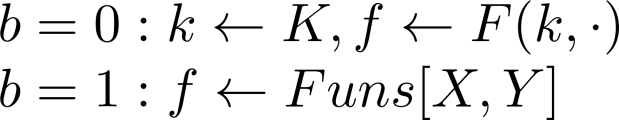 b = 0 : k ← K, f ← F(k, ·)
b = 1 : f ← Funs[X, Y]